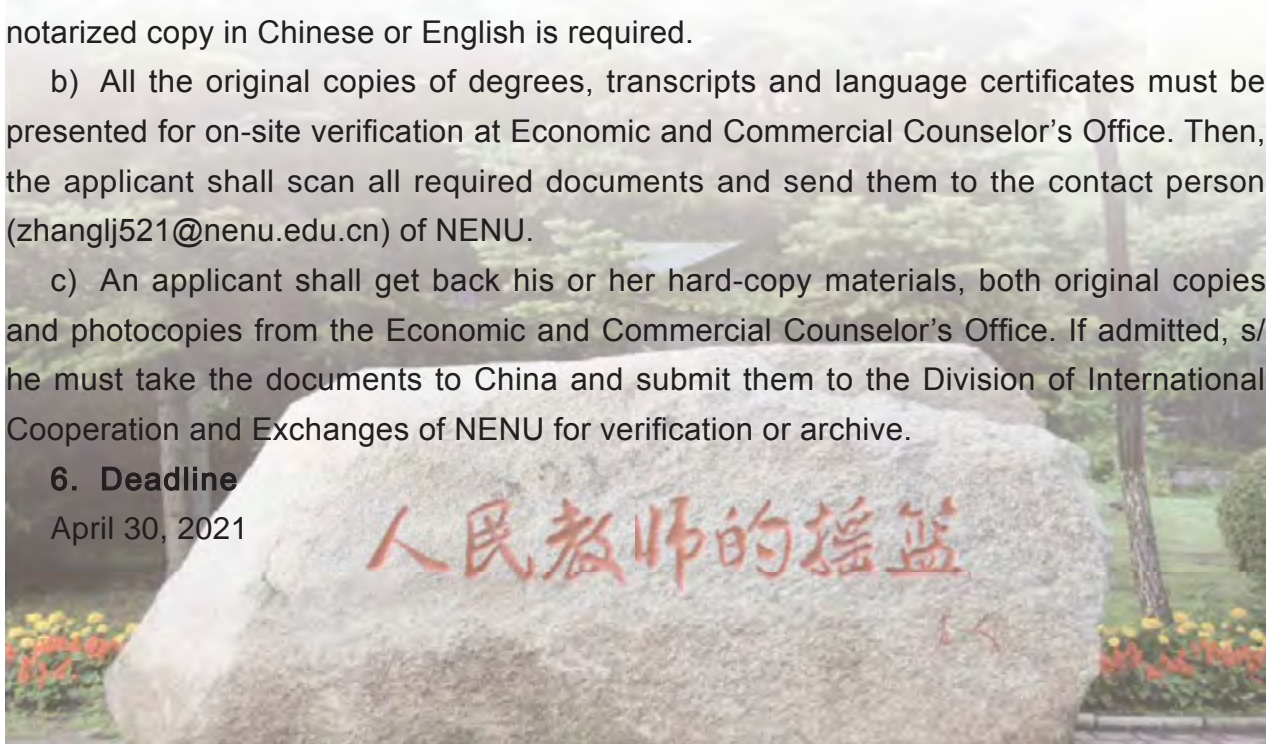 notarized copy in Chinese or English is required.
b) All the original copies of degrees, transcripts and language certificates must be
presented for on-site verification at Economic and Commercial Counselor's Office. Then,
the applicant shall scan all required documents and send them to the contact person
(zhanglj521@nenu.edu.cn) of NENU.
c) An applicant shall get back his or her hard-copy materials, both original copies
and photocopies from the Economic and Commercial Counselor's Office. If admitted, s/
he must take the documents to China and submit them to the Division of International
Cooperation and Exchanges of NENU for verification or archive.
6. Deadline
April 30, 2021
人民教师的摇篮